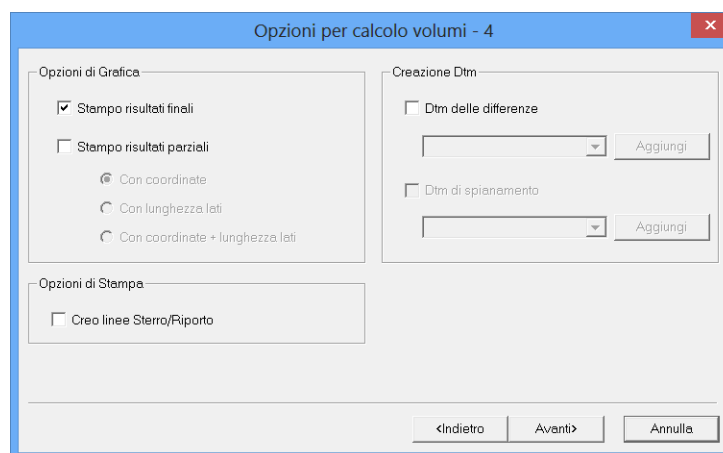 Opzioni per calcolo volumi - 4
Opzioni di Grafica
Stampo risultati finali
Stampo risultati parziali
Con coordinate
Con lunghezza lati
Con coordinate + lunghezza lati
Opzioni di Stampa
Creo linee Sterro/Riporto
Creazione Dtm
Dtm delle differenze
Aggiungi
Dtm di spianamento
Aggiungi
<Indietro
Avanti>
Annulla